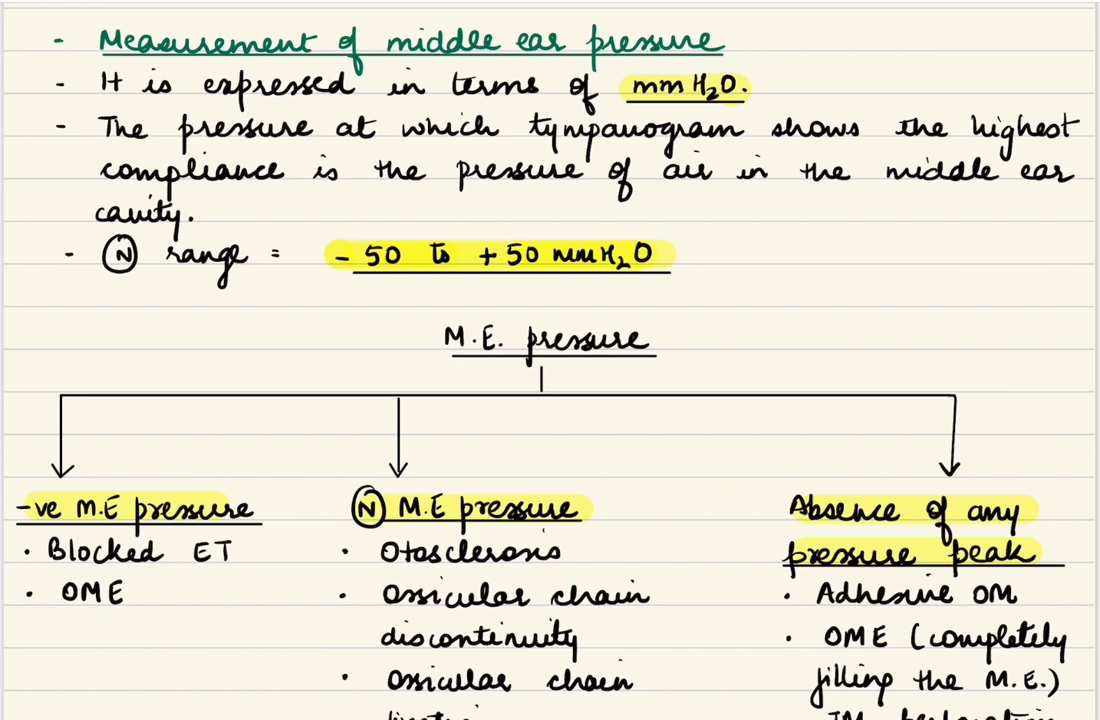 - Measurement of middle ear pressure
- It is expressed in terms of mm H₂O.
- The pressure at which tympanogram shows the highest
compliance is the pressure of air in the middle ear
cavity.
- Ⓝ range = - 50 to + 50 mm H₂O
M.E. pressure
-ve M.E pressure
• Blocked ET
• OME
Ⓝ M.E pressure
• Otosclerosis
• Ossicular chain
discontinuity
• Ossicular chain
Absence of any
pressure peak
• Adhesive OM
• OME (completely
filling the M.E.)